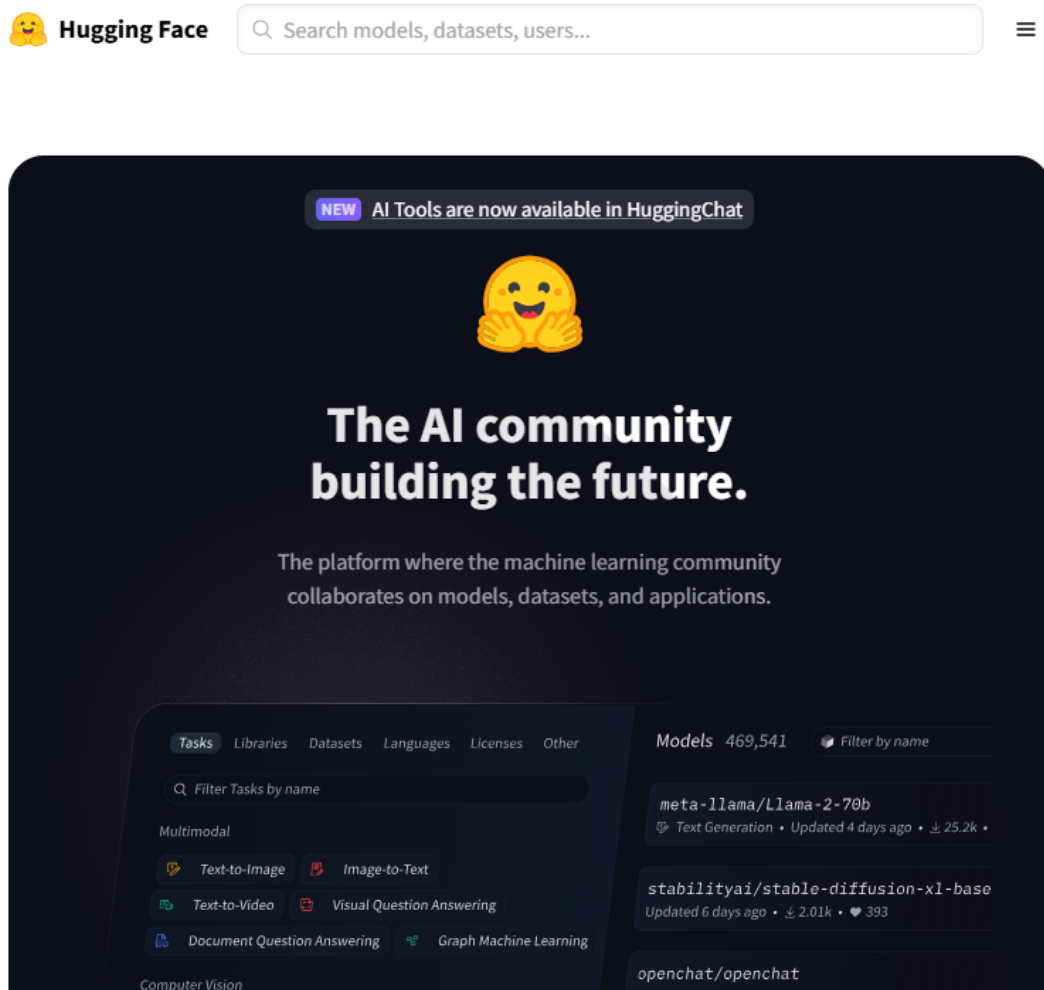 Hugging Face
Search models, datasets, users...
NEW AI Tools are now available in HuggingChat
The AI community
building the future.
The platform where the machine learning community
collaborates on models, datasets, and applications.
Tasks Libraries Datasets Languages Licenses Other
Filter Tasks by name
Multimodal
Text-to-Image Image-to-Text
Text-to-Video Visual Question Answering
Document Question Answering Graph Machine Learning
Computer Vision
Models 469,541 Filter by name
meta-llama/Llama-2-70b
Text Generation • Updated 4 days ago • 25.2k •
stabilityai/stable-diffusion-xl-base
Updated 6 days ago • 2.01k • 393
openchat/openchat